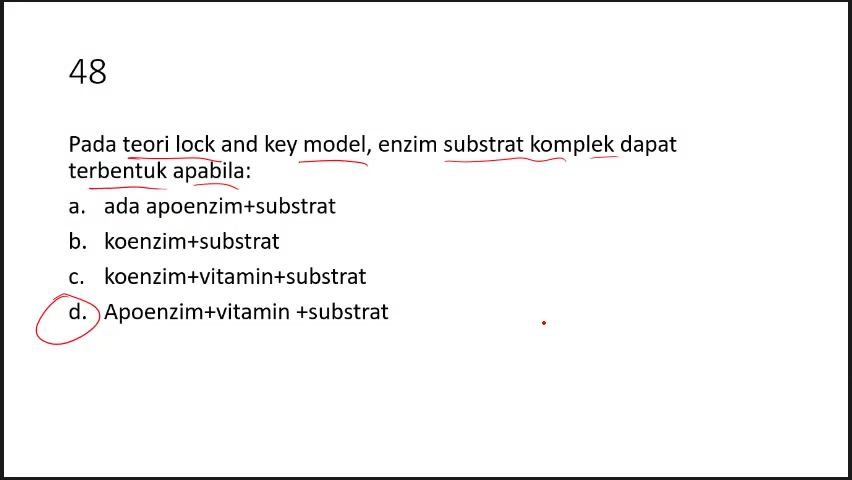 48
Pada teori lock and key model, enzim substrat komplek dapat
terbentuk apabila:
a. ada apoenzim+substrat
b. koenzim+substrat
c. koenzim+vitamin+substrat
d. Apoenzim+vitamin +substrat